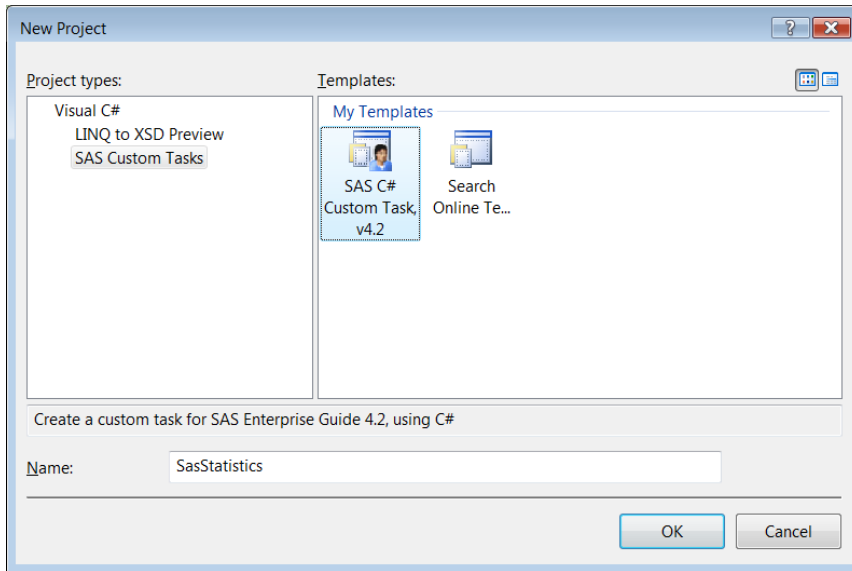 New Project
Project types:
Templates:
Visual C#
LINQ to XSD Preview
SAS Custom Tasks
My Templates
SAS C#
Custom Task,
v4.2
Search
Online Te...
Create a custom task for SAS Enterprise Guide 4.2, using C#
Name:
SasStatistics
OK
Cancel